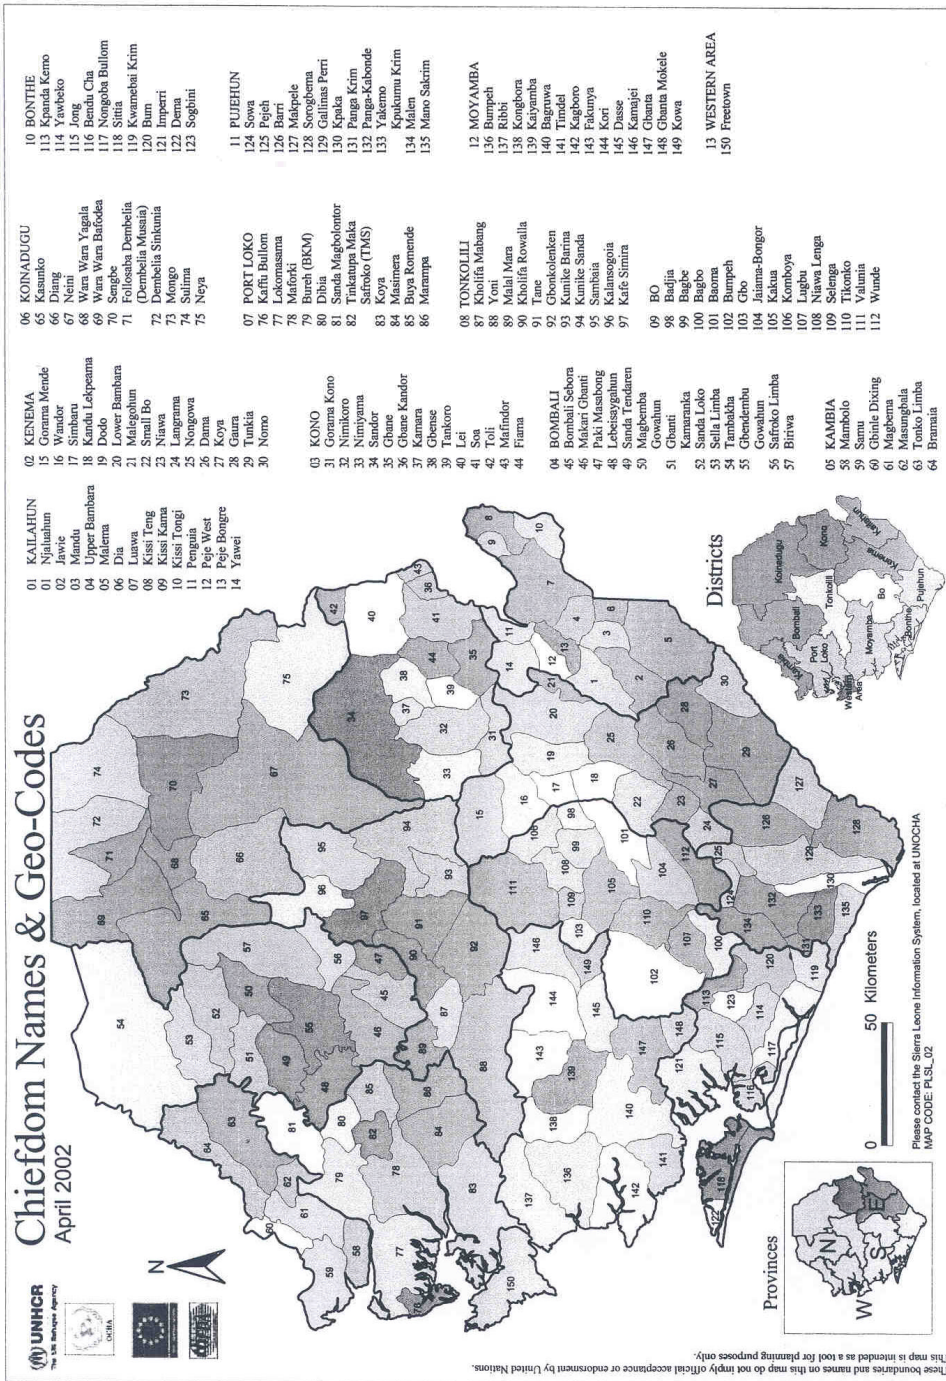 Chiefdom Names & Geo-Codes
April 2002
UNHCR
The UN Refugee Agency
OCHA
N
01 KAILAHUN
01 Njaluahun
02 Jawie
03 Mandu
04 Upper Bambara
05 Malema
06 Dia
07 Luawa
08 Kissi Teng
09 Kissi Kama
10 Kissi Tongi
11 Penguia
12 Peje West
13 Peje Bongre
14 Yawei
02 KENEMA
15 Gorama Mende
16 Wandor
17 Simbaru
18 Kandu Lekpeama
19 Dodo
20 Lower Bambara
21 Malegohun
22 Small Bo
23 Niawa
24 Langrama
25 Nongowa
26 Dama
27 Koya
28 Gaura
29 Tunkia
30 Nomo
03 KONO
31 Gorama Kono
32 Nimikoro
33 Nimiyama
34 Sandor
35 Gbane
36 Gbane Kandor
37 Kamara
38 Gbense
39 Tankoro
40 Lei
41 Soa
42 Toli
43 Mafindor
44 Fiama
04 BOMBALI
45 Bombali Sebora
46 Makari Gbanti
47 Paki Masabong
48 Lebeisaygahun
49 Sanda Tendaren
50 Magbemba
Gowahun
51 Gbanti
Kamaranka
52 Sanda Loko
53 Sella Limba
54 Tambakha
55 Gbendembu
Gowahun
56 Safroko Limba
57 Biriwa
05 KAMBIA
58 Mambolo
59 Samu
60 Gbinle Dixing
61 Magbema
62 Masungbala
63 Tonko Limba
64 Bramaia
06 KOINADUGU
65 Kasunko
66 Diang
67 Neini
68 Wara Wara Yagala
69 Wara Wara Bafodea
70 Sengbe
71 Follosaba Dembelia
(Dembelia Musaia)
72 Dembelia Sinkunia
73 Mongo
74 Sulima
75 Neya
07 PORT LOKO
76 Kaffu Bullom
77 Lokomasama
78 Maforki
79 Bureh (BKM)
80 Dibia
81 Sanda Magbolontor
82 Tinkatupa Maka
Safroko (TMS)
83 Koya
84 Masimera
85 Buya Romende
86 Marampa
08 TONKOLILI
87 Kholifa Mabang
88 Yoni
89 Malal Mara
90 Kholifa Rowalla
91 Tane
92 Gbonkolenken
93 Kunike Barina
94 Kunike Sanda
95 Sambaia
96 Kalansogoia
97 Kafe Simira
09 BO
98 Badjia
99 Bagbe
100 Bagbo
101 Baoma
102 Bumpeh
103 Gbo
104 Jaiama-Bongor
105 Kakua
106 Komboya
107 Lugbu
108 Niawa Lenga
109 Selenga
110 Tikonko
111 Valunia
112 Wunde
10 BONTHE
113 Kpanda Kemo
114 Yawbeko
115 Jong
116 Bendu Cha
117 Nongoba Bullom
118 Sittia
119 Kwamebai Krim
120 Bum
121 Imperri
122 Dema
123 Sogbini
11 PUJEHUN
124 Sowa
125 Pejeh
126 Barri
127 Makpele
128 Sorogbema
129 Gallinas Perri
130 Kpaka
131 Panga Krim
132 Panga-Kabonde
133 Yakemo
Kpukumu Krim
134 Malen
135 Mano Sakrim
12 MOYAMBA
136 Bumpeh
137 Ribbi
138 Kongbora
139 Kaiyamba
140 Bagruwa
141 Timdel
142 Kagboro
143 Fakunya
144 Kori
145 Dasse
146 Kamajei
147 Gbanta
148 Gbanta Mokele
149 Kowa
13 WESTERN AREA
150 Freetown
Districts
Koinadugu
Bombali
Kambia
Port
Loko
Tonkolili
Kono
Kailahun
Kenema
Western
Area
Moyamba
Bo
Bonthe
Pujehun
Provinces
N
W
S
E
0 50 Kilometers
Please contact the Sierra Leone Information System, located at UNOCHA
MAP CODE: PLSL_02
These boundaries and names on this map do not imply official acceptance or endorsment by United Nations.
This map is intended as a tool for planning purposes only.